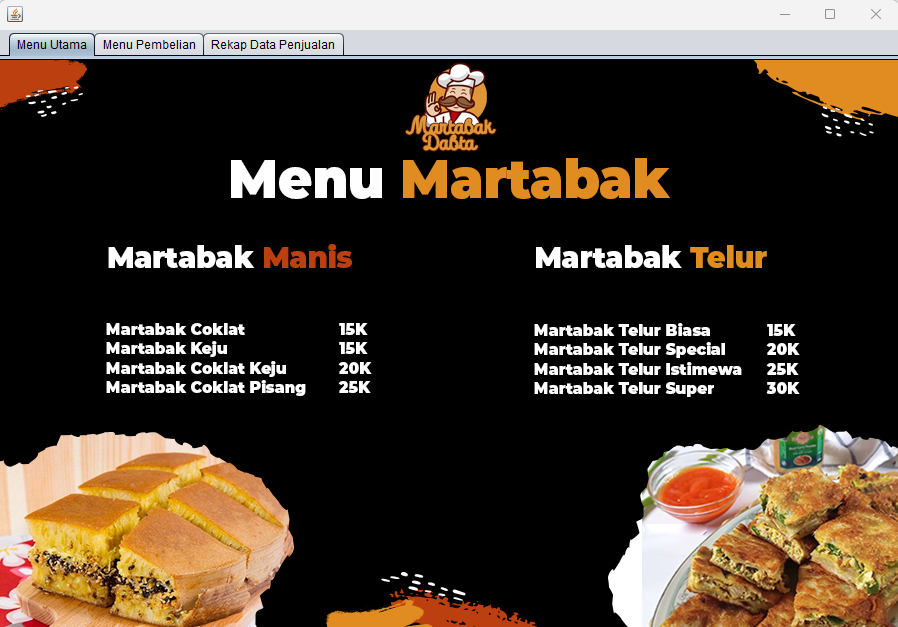 Menu Utama
Menu Pembelian
Rekap Data Penjualan
Martabak
Daßta
Menu Martabak
Martabak Manis
Martabak Coklat 15K
Martabak Keju 15K
Martabak Coklat Keju 20K
Martabak Coklat Pisang 25K
Martabak Telur
Martabak Telur Biasa 15K
Martabak Telur Special 20K
Martabak Telur Istimewa 25K
Martabak Telur Super 30K